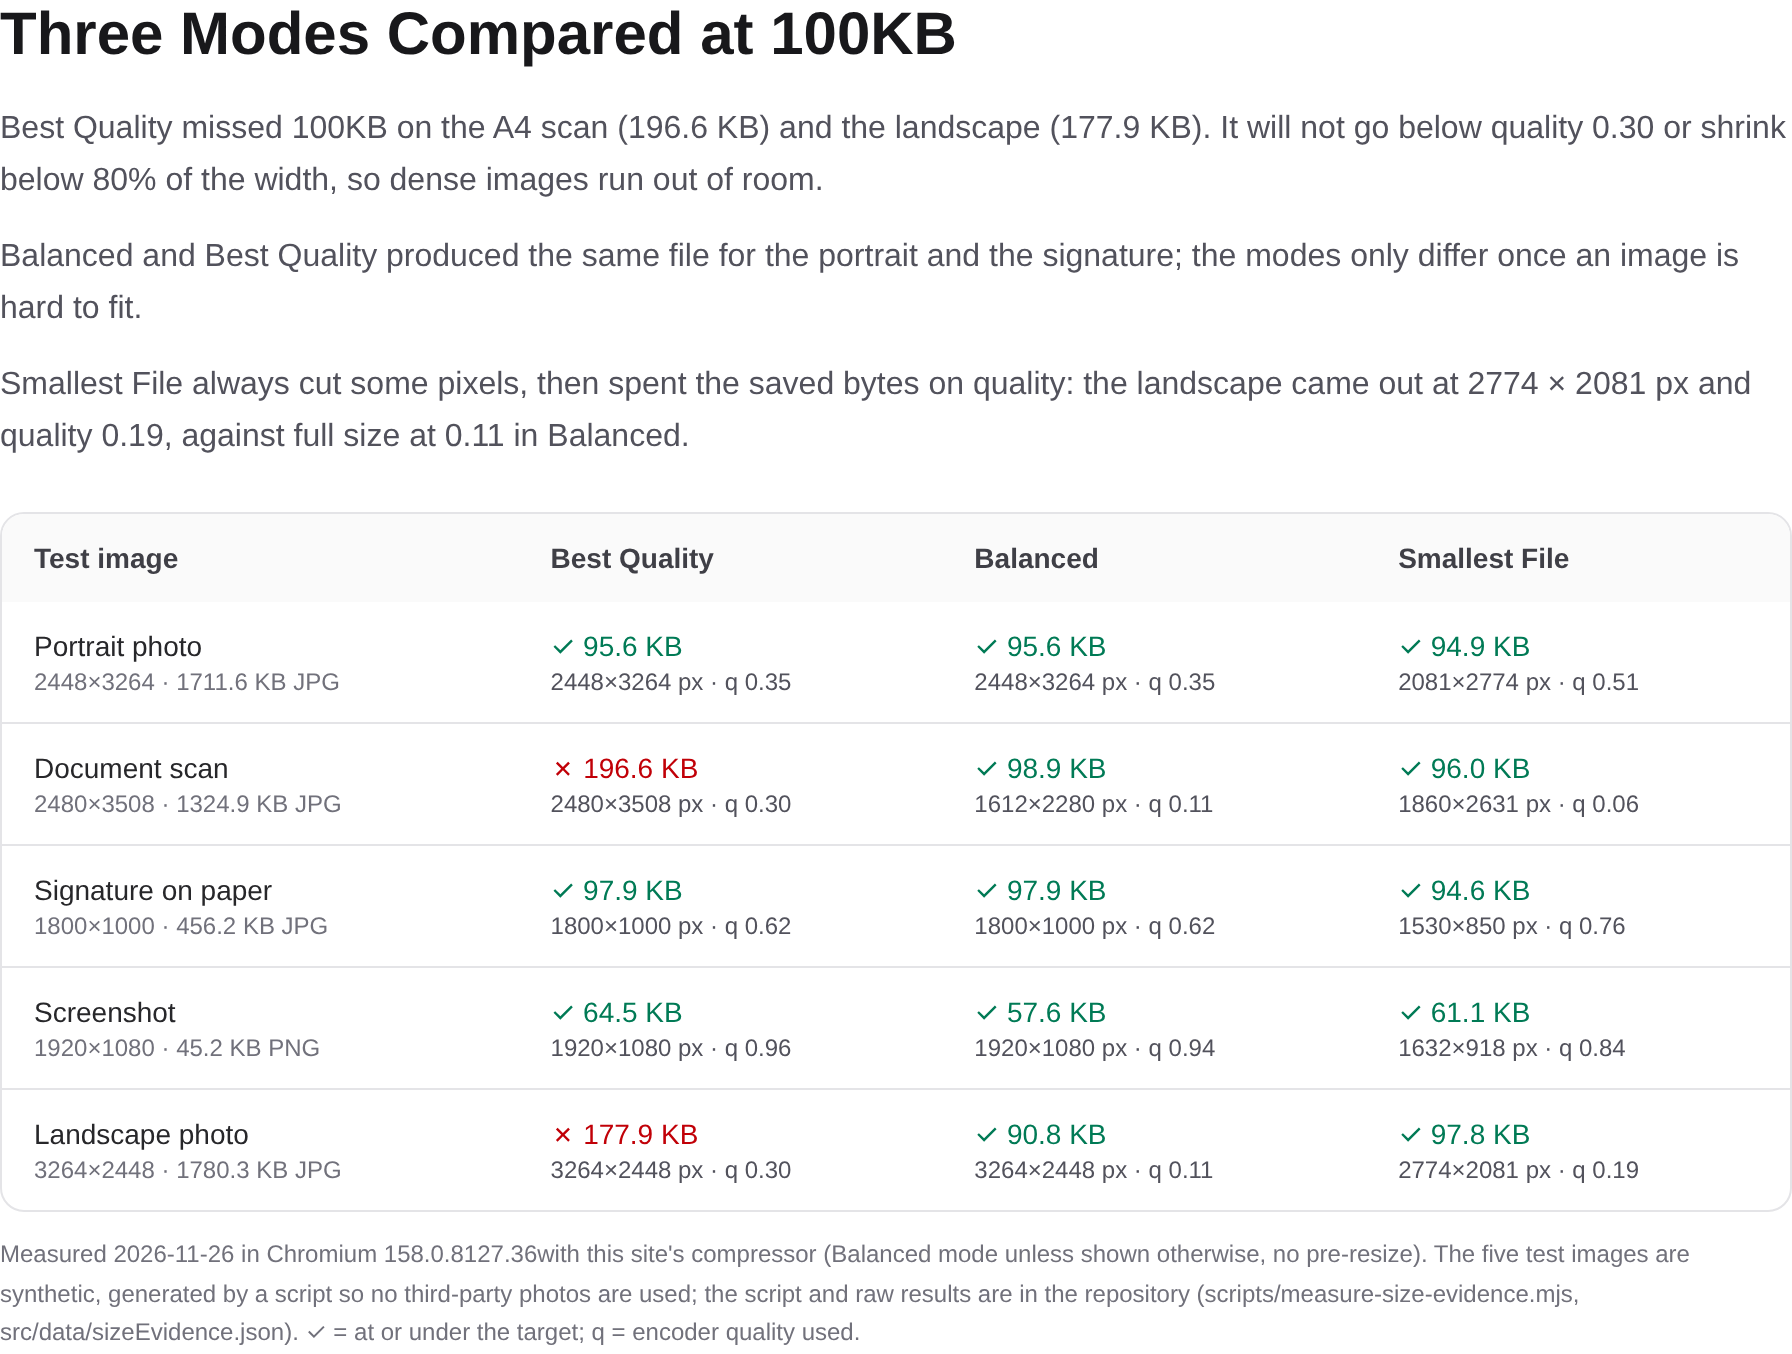 Three Modes Compared at 100KB
Best Quality missed 100KB on the A4 scan (196.6 KB) and the landscape (177.9 KB). It will not go below quality 0.30 or shrink
below 80% of the width, so dense images run out of room.
Balanced and Best Quality produced the same file for the portrait and the signature; the modes only differ once an image is
hard to fit.
Smallest File always cut some pixels, then spent the saved bytes on quality: the landscape came out at 2774 × 2081 px and
quality 0.19, against full size at 0.11 in Balanced.
Test image Best Quality Balanced Smallest File
Portrait photo ✓ 95.6 KB ✓ 95.6 KB ✓ 94.9 KB
2448×3264 · 1711.6 KB JPG 2448×3264 px · q 0.35 2448×3264 px · q 0.35 2081×2774 px · q 0.51
Document scan ✕ 196.6 KB ✓ 98.9 KB ✓ 96.0 KB
2480×3508 · 1324.9 KB JPG 2480×3508 px · q 0.30 1612×2280 px · q 0.11 1860×2631 px · q 0.06
Signature on paper ✓ 97.9 KB ✓ 97.9 KB ✓ 94.6 KB
1800×1000 · 456.2 KB JPG 1800×1000 px · q 0.62 1800×1000 px · q 0.62 1530×850 px · q 0.76
Screenshot ✓ 64.5 KB ✓ 57.6 KB ✓ 61.1 KB
1920×1080 · 45.2 KB PNG 1920×1080 px · q 0.96 1920×1080 px · q 0.94 1632×918 px · q 0.84
Landscape photo ✕ 177.9 KB ✓ 90.8 KB ✓ 97.8 KB
3264×2448 · 1780.3 KB JPG 3264×2448 px · q 0.30 3264×2448 px · q 0.11 2774×2081 px · q 0.19
Measured 2026-11-26 in Chromium 158.0.8127.36with this site's compressor (Balanced mode unless shown otherwise, no pre-resize). The five test images are
synthetic, generated by a script so no third-party photos are used; the script and raw results are in the repository (scripts/measure-size-evidence.mjs,
src/data/sizeEvidence.json). ✓ = at or under the target; q = encoder quality used.